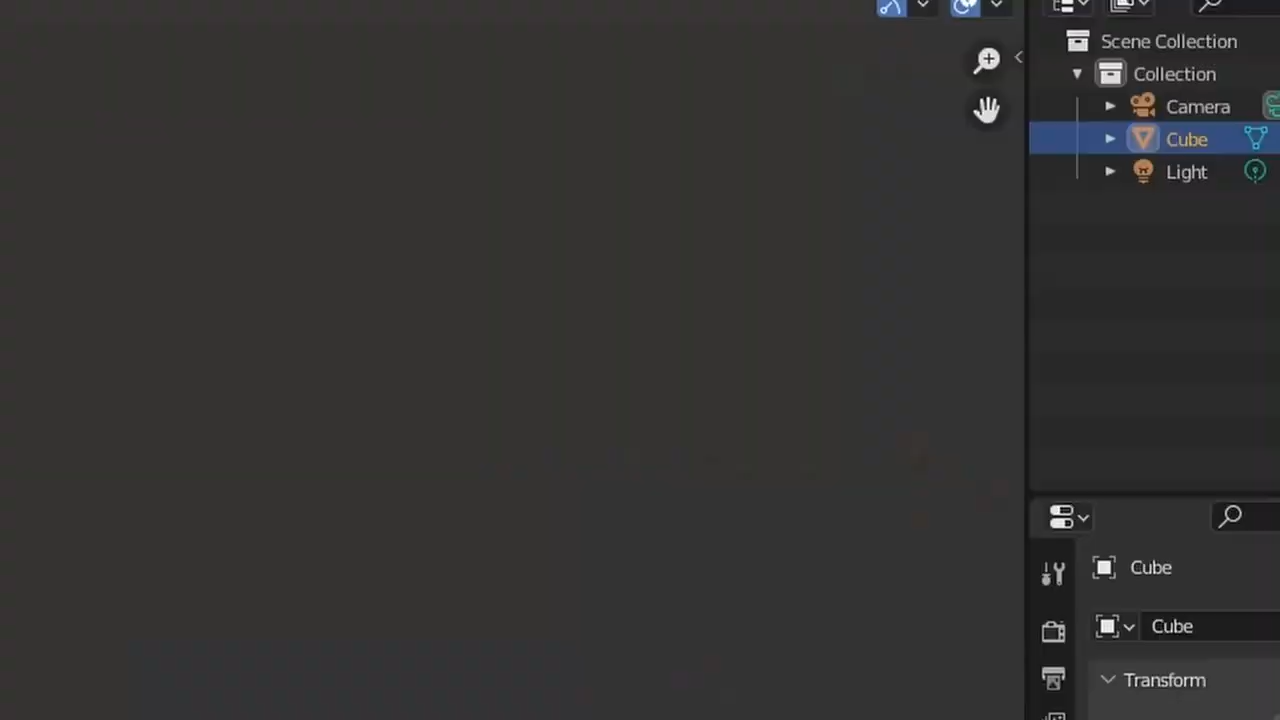 Scene Collection
Collection
Camera
Cube
Light
Cube
Cube
Transform